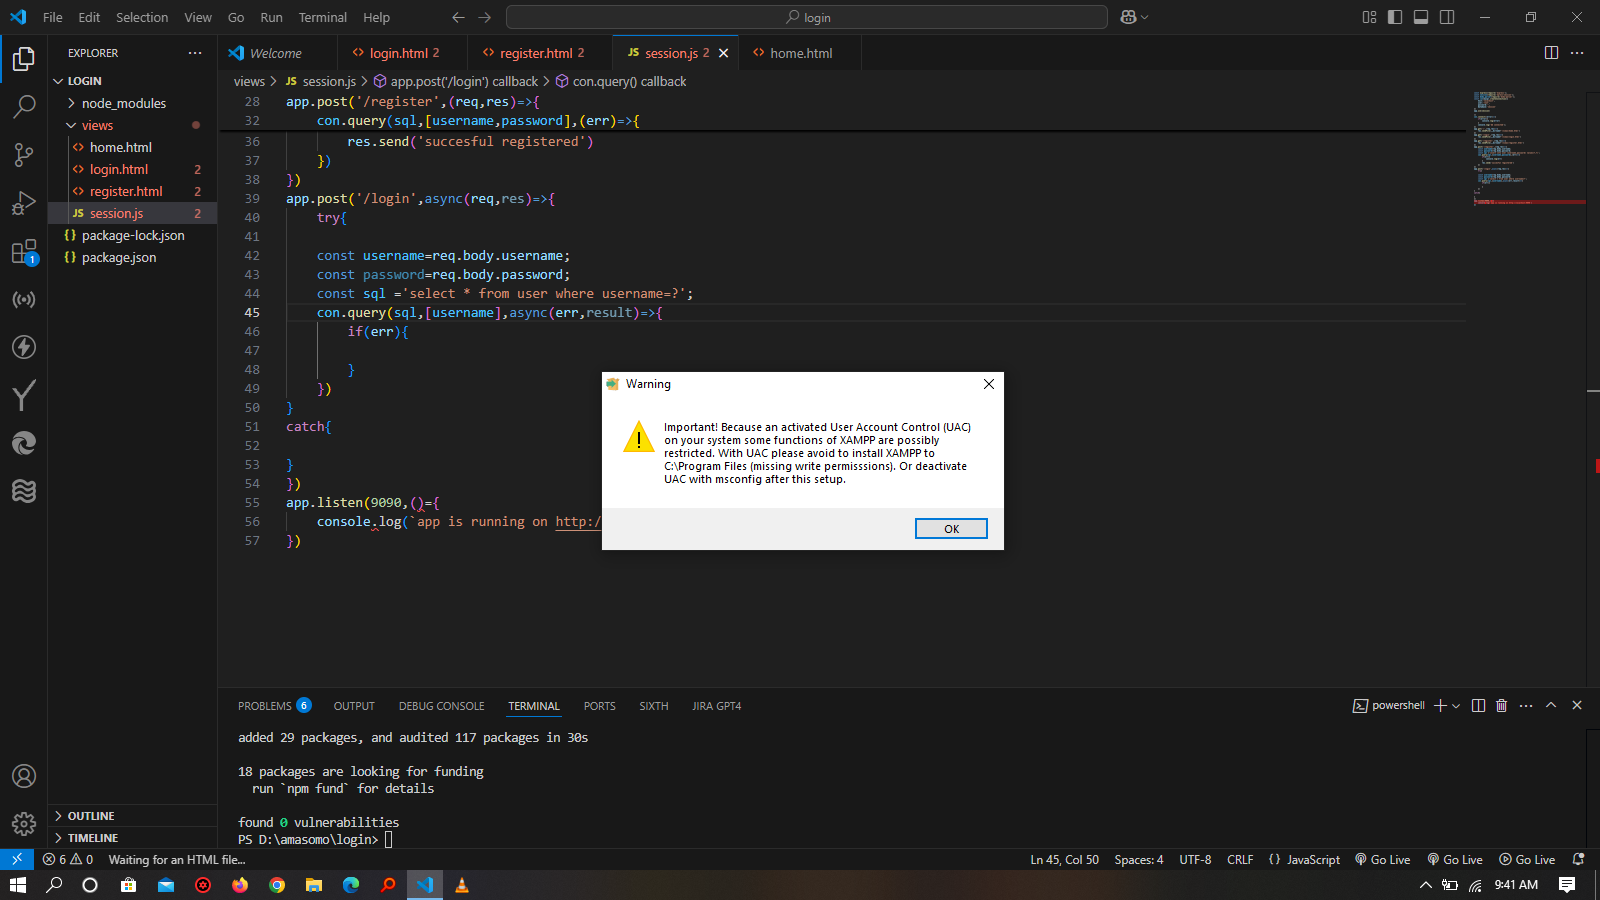 File Edit Selection View Go Run Terminal Help
login
EXPLORER
Welcome
login.html 2
register.html 2
session.js 2
home.html
LOGIN
node_modules
views
home.html
login.html 2
register.html 2
session.js 2
package-lock.json
package.json
1
OUTLINE
TIMELINE
views > JS session.js > app.post('/login') callback > con.query() callback
28 app.post('/register',(req,res)=>{
32 con.query(sql,[username,password],(err)=>{
36 res.send('succesful registered')
37 })
38 })
39 app.post('/login',async(req,res)=>{
40 try{
41
42 const username=req.body.username;
43 const password=req.body.password;
44 const sql ='select * from user where username=?';
45 con.query(sql,[username],async(err,result)=>{
46 if(err){
47
48 }
49 })
50 }
51 catch{
52
53 }
54 })
55 app.listen(9090,()={
56 console.log(`app is running on http:/
57 })
Warning
Important! Because an activated User Account Control (UAC)
on your system some functions of XAMPP are possibly
restricted. With UAC please avoid to install XAMPP to
C:\Program Files (missing write permisssions). Or deactivate
UAC with msconfig after this setup.
OK
PROBLEMS 6 OUTPUT DEBUG CONSOLE TERMINAL PORTS SIXTH JIRA GPT4
powershell
added 29 packages, and audited 117 packages in 30s
18 packages are looking for funding
run `npm fund` for details
found 0 vulnerabilities
PS D:\amasomo\login>
6 0 Waiting for an HTML file...
Ln 45, Col 50 Spaces: 4 UTF-8 CRLF {} JavaScript Go Live Go Live Go Live
9:41 AM